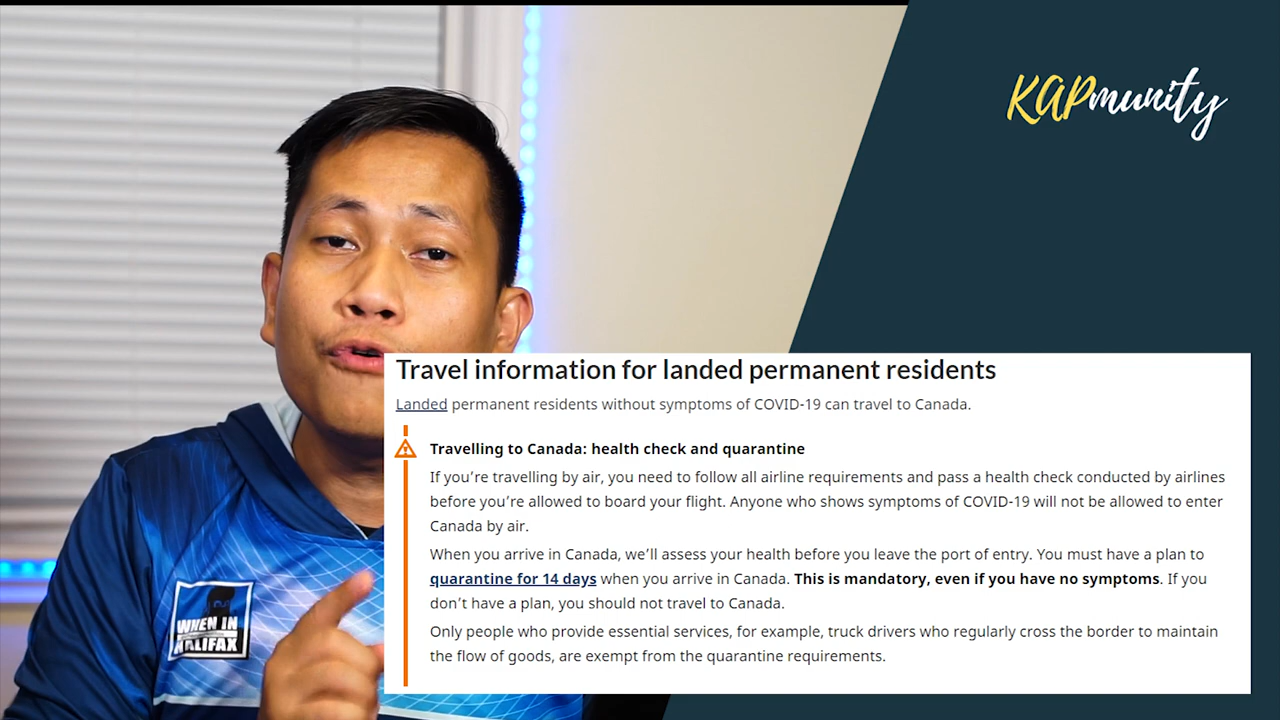 KAPmunity
Travel information for landed permanent residents
Landed permanent residents without symptoms of COVID-19 can travel to Canada.
Travelling to Canada: health check and quarantine
If you’re travelling by air, you need to follow all airline requirements and pass a health check conducted by airlines
before you’re allowed to board your flight. Anyone who shows symptoms of COVID-19 will not be allowed to enter
Canada by air.
When you arrive in Canada, we’ll assess your health before you leave the port of entry. You must have a plan to
quarantine for 14 days when you arrive in Canada. This is mandatory, even if you have no symptoms. If you
don’t have a plan, you should not travel to Canada.
Only people who provide essential services, for example, truck drivers who regularly cross the border to maintain
the flow of goods, are exempt from the quarantine requirements.
WHEN IN
HALIFAX